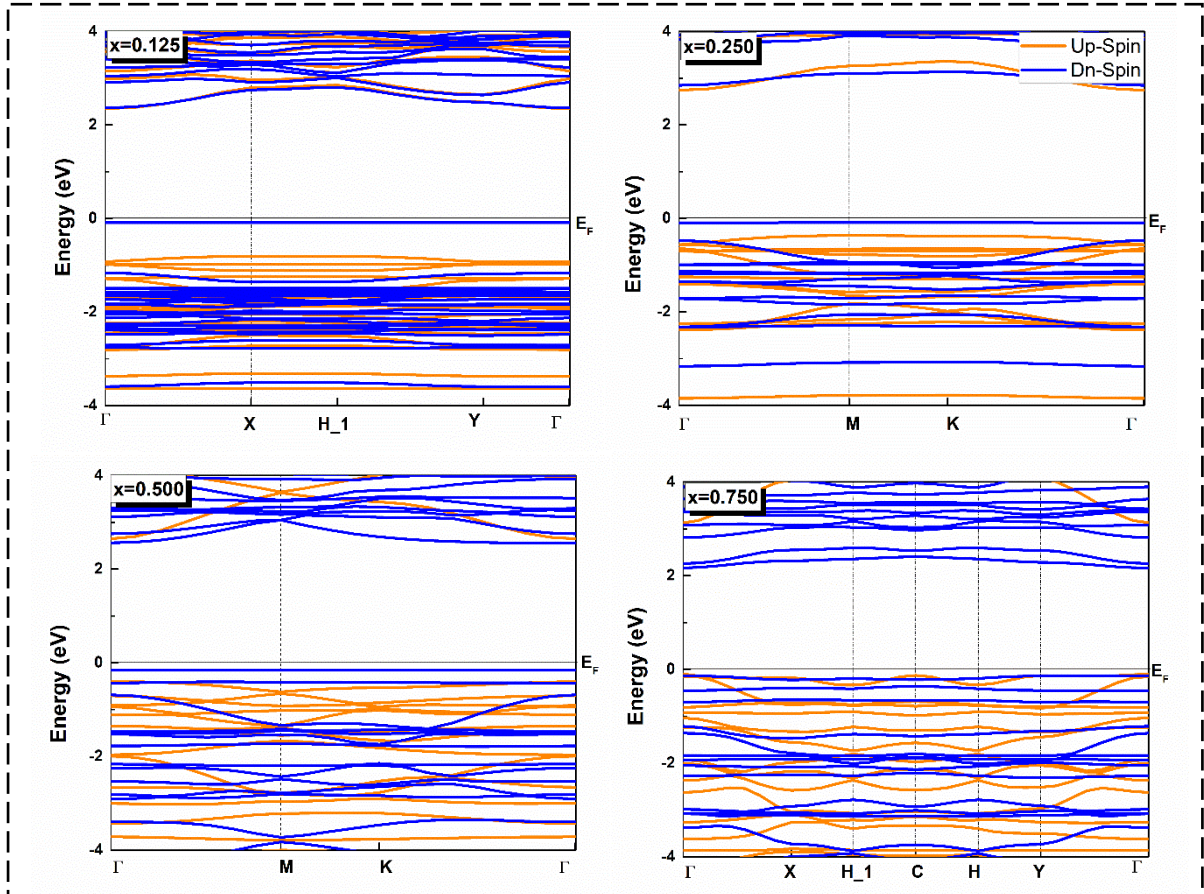 x=0.125
4
2
0
-2
-4
Energy (eV)
E_F
Γ X H_1 Y Γ
x=0.250
Up-Spin
Dn-Spin
4
2
0
-2
-4
Energy (eV)
E_F
Γ M K Γ
x=0.500
4
2
0
-2
-4
Energy (eV)
E_F
Γ M K Γ
x=0.750
4
2
0
-2
-4
Energy (eV)
E_F
Γ X H_1 C H Y Γ